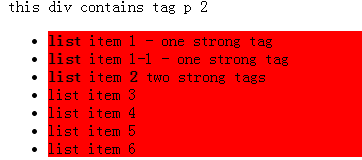 this div contains tag p 2
list item 1 - one strong tag
list item 1-1 - one strong tag
list item 2 two strong tags
list item 3
list item 4
list item 5
list item 6